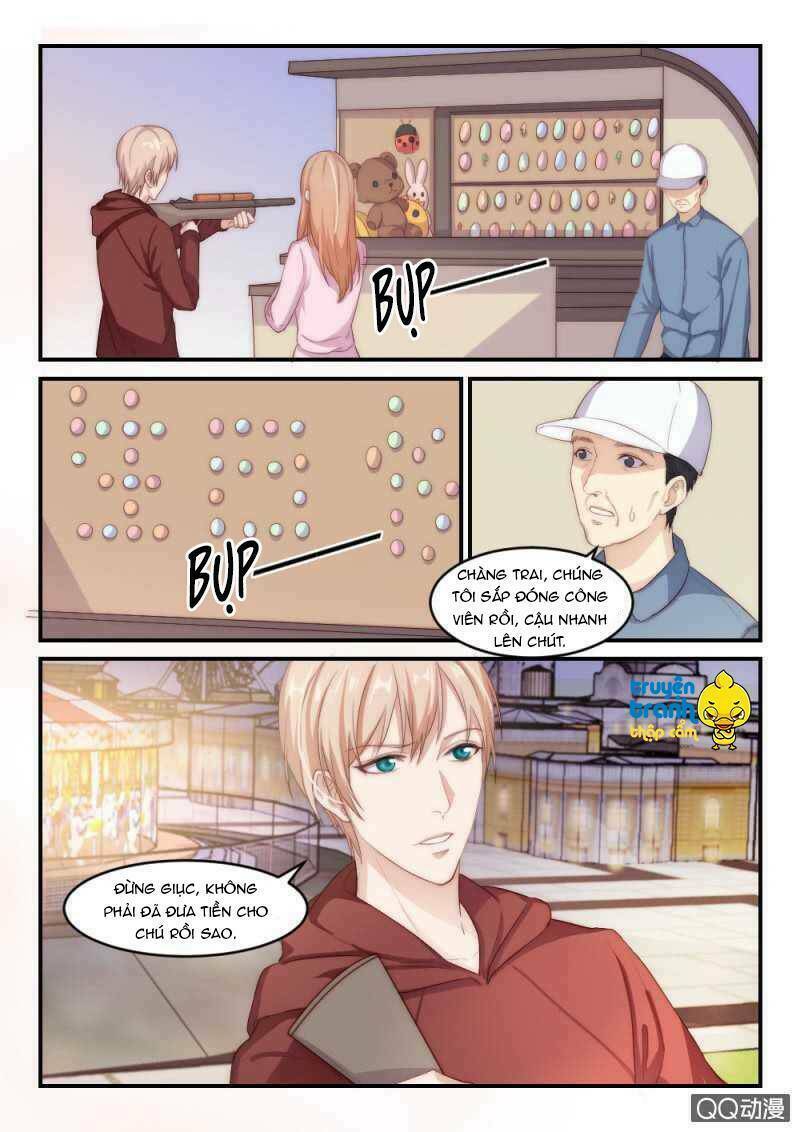 BỤP
BỤP
CHÀNG TRAI, CHÚNG
TÔI SẮP ĐÓNG CÔNG
VIÊN RỒI, CẬU NHANH
LÊN CHÚT.
truyện
tranh
thập cẩm
ĐỪNG GIỤC, KHÔNG
PHẢI ĐÃ ĐƯA TIỀN CHO
CHÚ RỒI SAO.
QQ动漫